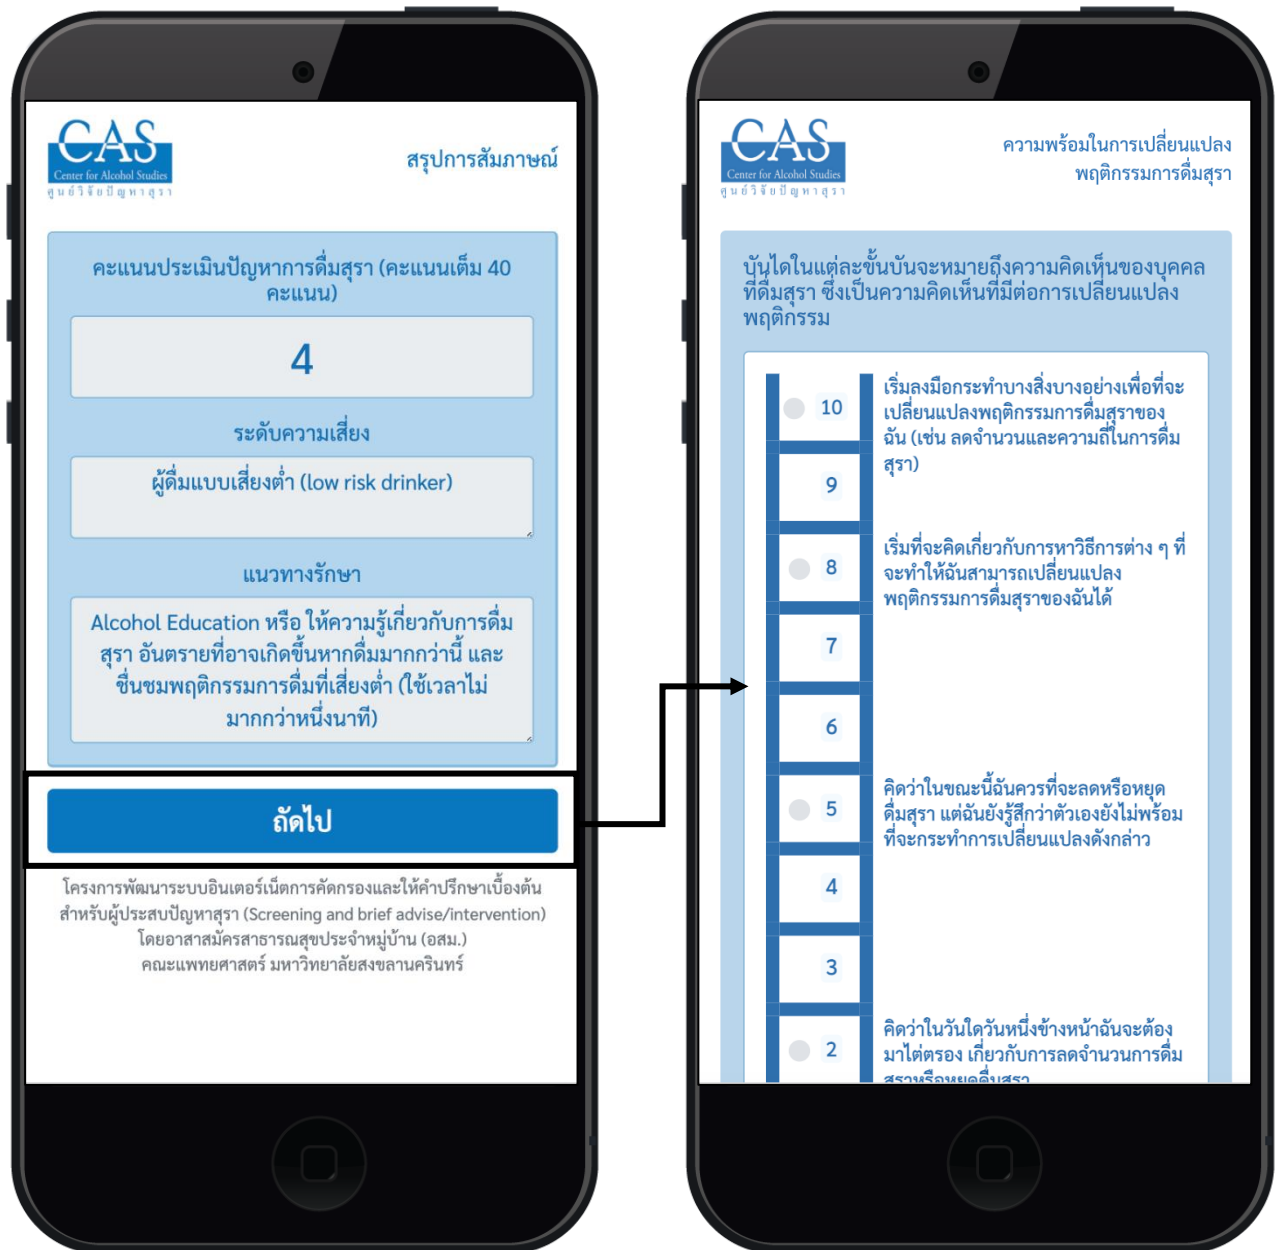 CAS
Center for Alcohol Studies
ศูนย์วิจัยปัญหาสุรา
สรุปการสัมภาษณ์
คะแนนประเมินปัญหาการดื่มสุรา (คะแนนเต็ม 40
คะแนน)
4
ระดับความเสี่ยง
ผู้ดื่มแบบเสี่ยงต่ำ (low risk drinker)
แนวทางรักษา
Alcohol Education หรือ ให้ความรู้เกี่ยวกับการดื่ม
สุรา อันตรายที่อาจเกิดขึ้นหากดื่มมากกว่านี้ และ
ชื่นชมพฤติกรรมการดื่มที่เสี่ยงต่ำ (ใช้เวลาไม่
มากกว่าหนึ่งนาที)
ถัดไป
โครงการพัฒนาระบบอินเตอร์เน็ตการคัดกรองและให้คำปรึกษาเบื้องต้น
สำหรับผู้ประสบปัญหาสุรา (Screening and brief advise/intervention)
โดยอาสาสมัครสาธารณสุขประจำหมู่บ้าน (อสม.)
คณะแพทยศาสตร์ มหาวิทยาลัยสงขลานครินทร์
CAS
Center for Alcohol Studies
ศูนย์วิจัยปัญหาสุรา
ความพร้อมในการเปลี่ยนแปลง
พฤติกรรมการดื่มสุรา
บันไดในแต่ละขั้นบันจะหมายถึงความคิดเห็นของบุคคล
ที่ดื่มสุรา ซึ่งเป็นความคิดเห็นที่มีต่อการเปลี่ยนแปลง
พฤติกรรม
10
เริ่มลงมือกระทำบางสิ่งบางอย่างเพื่อที่จะ
เปลี่ยนแปลงพฤติกรรมการดื่มสุราของ
ฉัน (เช่น ลดจำนวนและความถี่ในการดื่ม
สุรา)
9
8
เริ่มที่จะคิดเกี่ยวกับการหาวิธีการต่าง ๆ ที่
จะทำให้ฉันสามารถเปลี่ยนแปลง
พฤติกรรมการดื่มสุราของฉันได้
7
6
5
คิดว่าในขณะนี้ฉันควรที่จะลดหรือหยุด
ดื่มสุรา แต่ฉันยังรู้สึกว่าตัวเองยังไม่พร้อม
ที่จะกระทำการเปลี่ยนแปลงดังกล่าว
4
3
2
คิดว่าในวันใดวันหนึ่งข้างหน้าฉันจะต้อง
มาไต่ตรอง เกี่ยวกับการลดจำนวนการดื่ม
สุราหรือหยุดดื่มสุรา